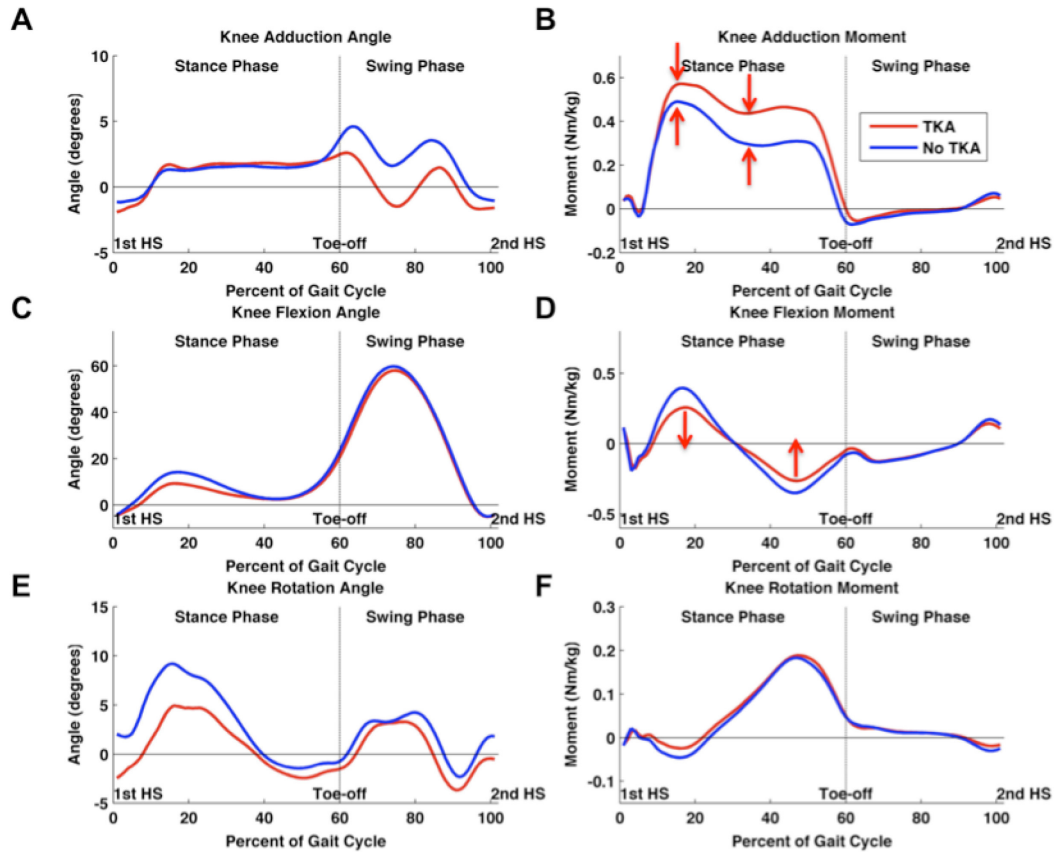 A
Knee Adduction Angle
Stance Phase
Swing Phase
Angle (degrees)
10
5
0
-5
1st HS
Toe-off
2nd HS
0
20
40
60
80
100
Percent of Gait Cycle
B
Knee Adduction Moment
Stance Phase
Swing Phase
Moment (Nm/kg)
0.6
0.4
0.2
0
-0.2
TKA
No TKA
1st HS
Toe-off
2nd HS
0
20
40
60
80
100
Percent of Gait Cycle
C
Knee Flexion Angle
Stance Phase
Swing Phase
Angle (degrees)
60
40
20
0
1st HS
Toe-off
2nd HS
0
20
40
60
80
100
Percent of Gait Cycle
D
Knee Flexion Moment
Stance Phase
Swing Phase
Moment (Nm/kg)
0.5
0
-0.5
1st HS
Toe-off
2nd HS
0
20
40
60
80
100
Percent of Gait Cycle
E
Knee Rotation Angle
Stance Phase
Swing Phase
Angle (degrees)
15
10
5
0
-5
1st HS
Toe-off
2nd HS
0
20
40
60
80
100
Percent of Gait Cycle
F
Knee Rotation Moment
Stance Phase
Swing Phase
Moment (Nm/kg)
0.3
0.2
0.1
0
-0.1
1st HS
Toe-off
2nd HS
0
20
40
60
80
100
Percent of Gait Cycle